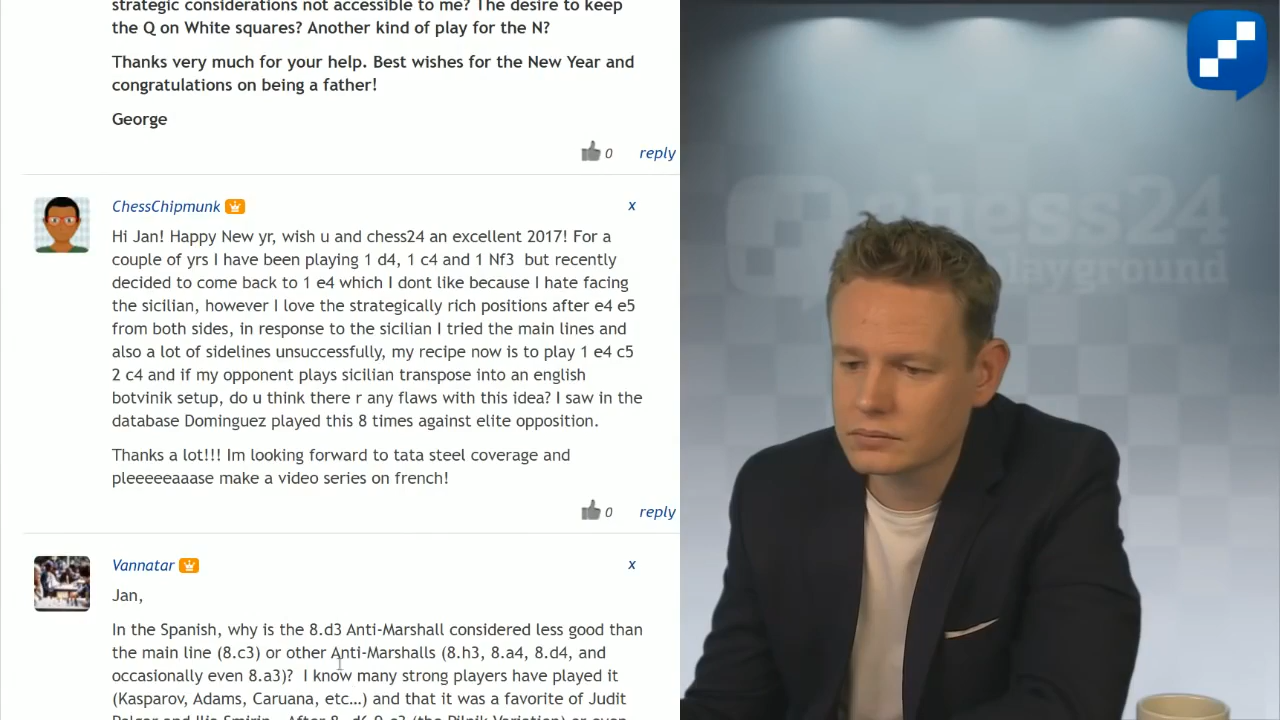 strategic considerations not accessible to me? The desire to keep
the Q on White squares? Another kind of play for the N?
Thanks very much for your help. Best wishes for the New Year and
congratulations on being a father!
George
0 reply
ChessChipmunk
x
Hi Jan! Happy New yr, wish u and chess24 an excellent 2017! For a
couple of yrs I have been playing 1 d4, 1 c4 and 1 Nf3 but recently
decided to come back to 1 e4 which I dont like because I hate facing
the sicilian, however I love the strategically rich positions after e4 e5
from both sides, in response to the sicilian I tried the main lines and
also a lot of sidelines unsuccessfully, my recipe now is to play 1 e4 c5
2 c4 and if my opponent plays sicilian transpose into an english
botvinik setup, do u think there r any flaws with this idea? I saw in the
database Dominguez played this 8 times against elite opposition.
Thanks a lot!!! Im looking forward to tata steel coverage and
pleeeeeaaase make a video series on french!
0 reply
Vannatar
x
Jan,
In the Spanish, why is the 8.d3 Anti-Marshall considered less good than
the main line (8.c3) or other Anti-Marshalls (8.h3, 8.a4, 8.d4, and
occasionally even 8.a3)? I know many strong players have played it
(Kasparov, Adams, Caruana, etc...) and that it was a favorite of Judit
chess24
playground